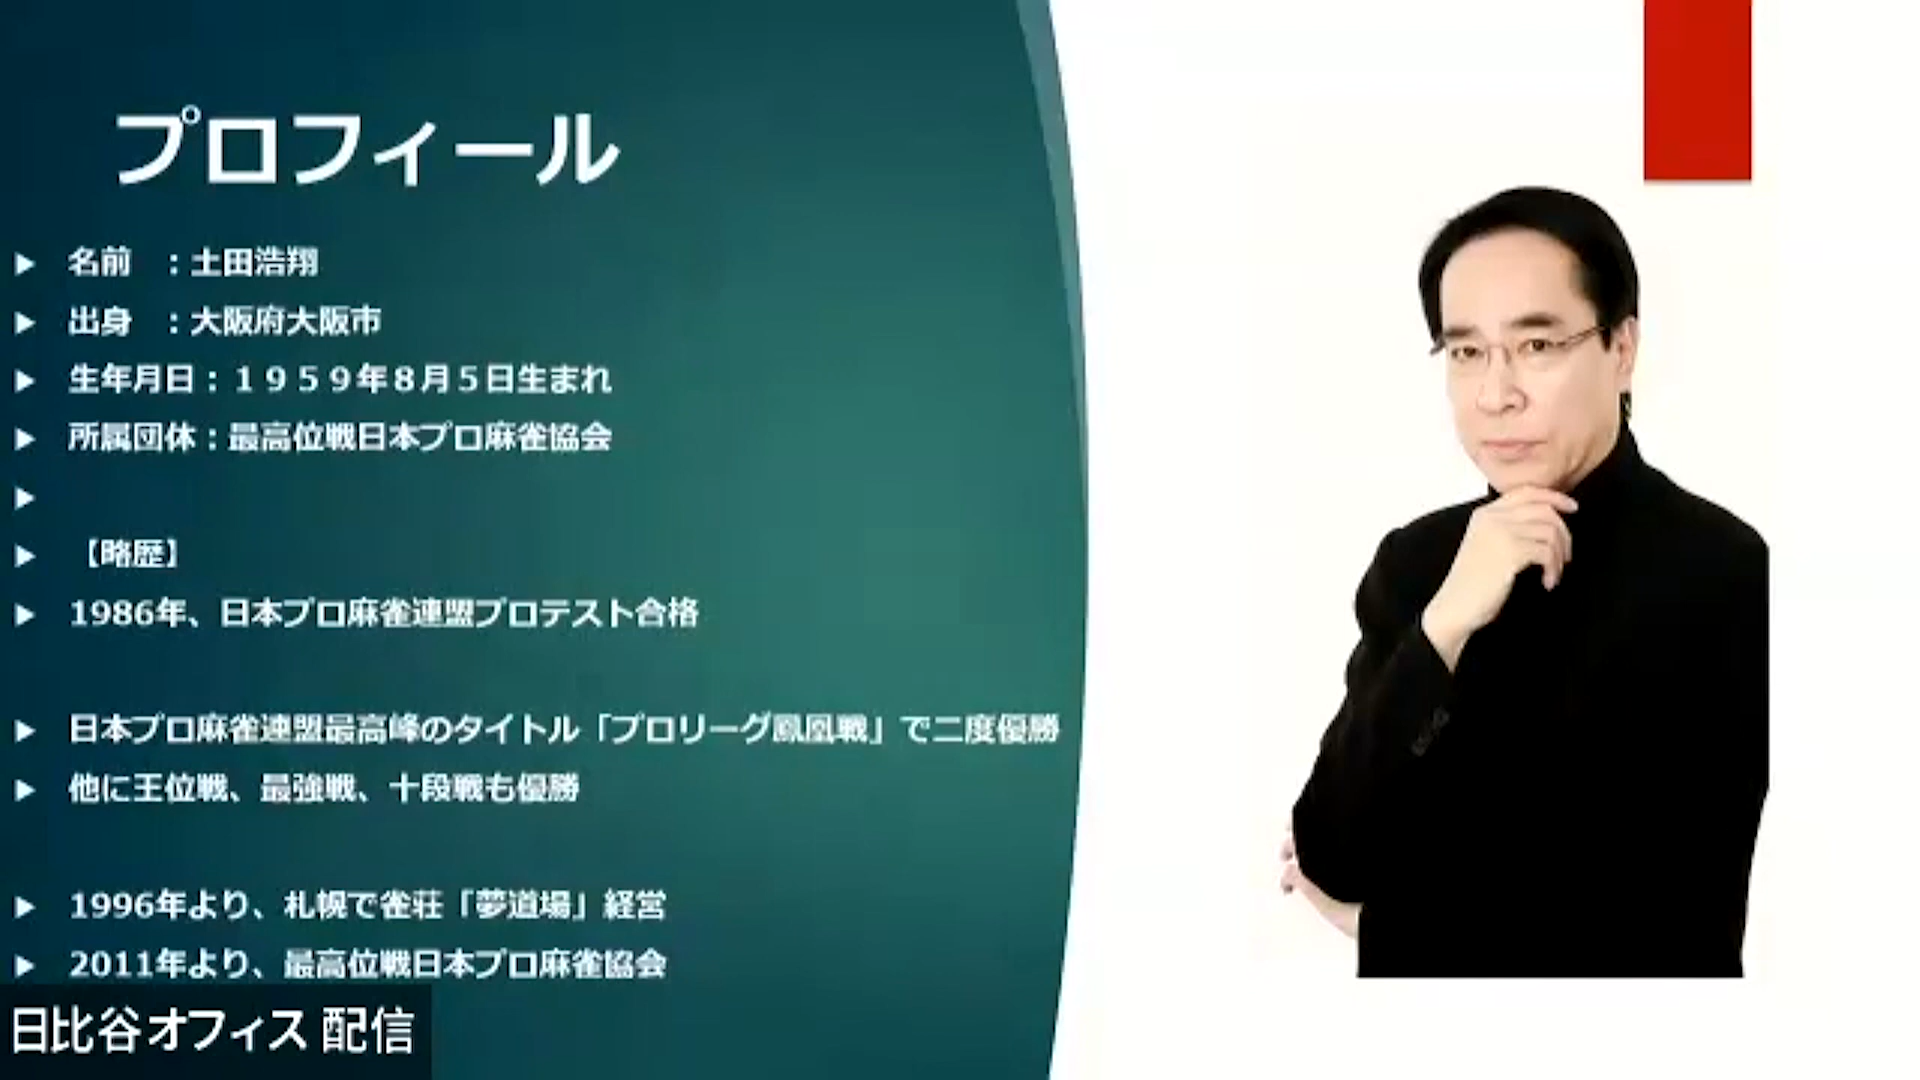 プロフィール
名前　：土田浩翔
出身　：大阪府大阪市
生年月日：１９５９年８月５日生まれ
所属団体：最高位戦日本プロ麻雀協会
【略歴】
1986年、日本プロ麻雀連盟プロテスト合格
日本プロ麻雀連盟最高峰のタイトル「プロリーグ鳳凰戦」で二度優勝
他に王位戦、最強戦、十段戦も優勝
1996年より、札幌で雀荘「夢道場」経営
2011年より、最高位戦日本プロ麻雀協会
日比谷オフィス 配信